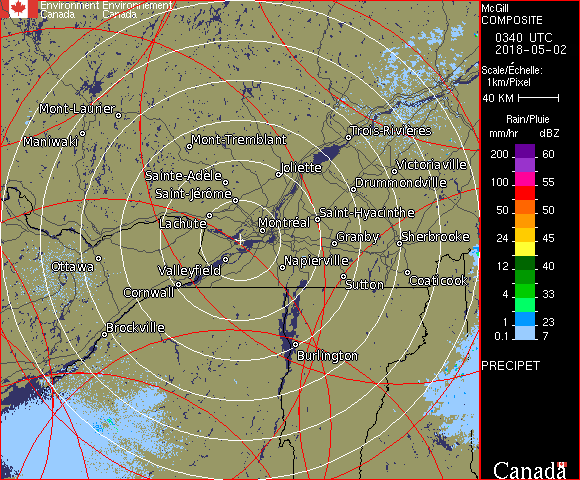 Environment Environnement
Canada Canada
McGill
COMPOSITE
0340 UTC
2018-05-02
Scale/Échelle:
1km/Pixel
40 KM
Rain/Pluie
mm/hr dBZ
200 60
150 57
100 55
50 50
24 45
12 40
4 33
1 23
0.1 7
PRECIPET
Mont-Laurier
Maniwaki
Mont-Tremblant
Trois-Rivières
Joliette
Victoriaville
Sainte-Adèle
Drummondville
Saint-Jérôme
Lachute
Montréal
Saint-Hyacinthe
Granby
Sherbrooke
Ottawa
Valleyfield
Napierville
Cornwall
Sutton
Coaticook
Brockville
Burlington
Canada